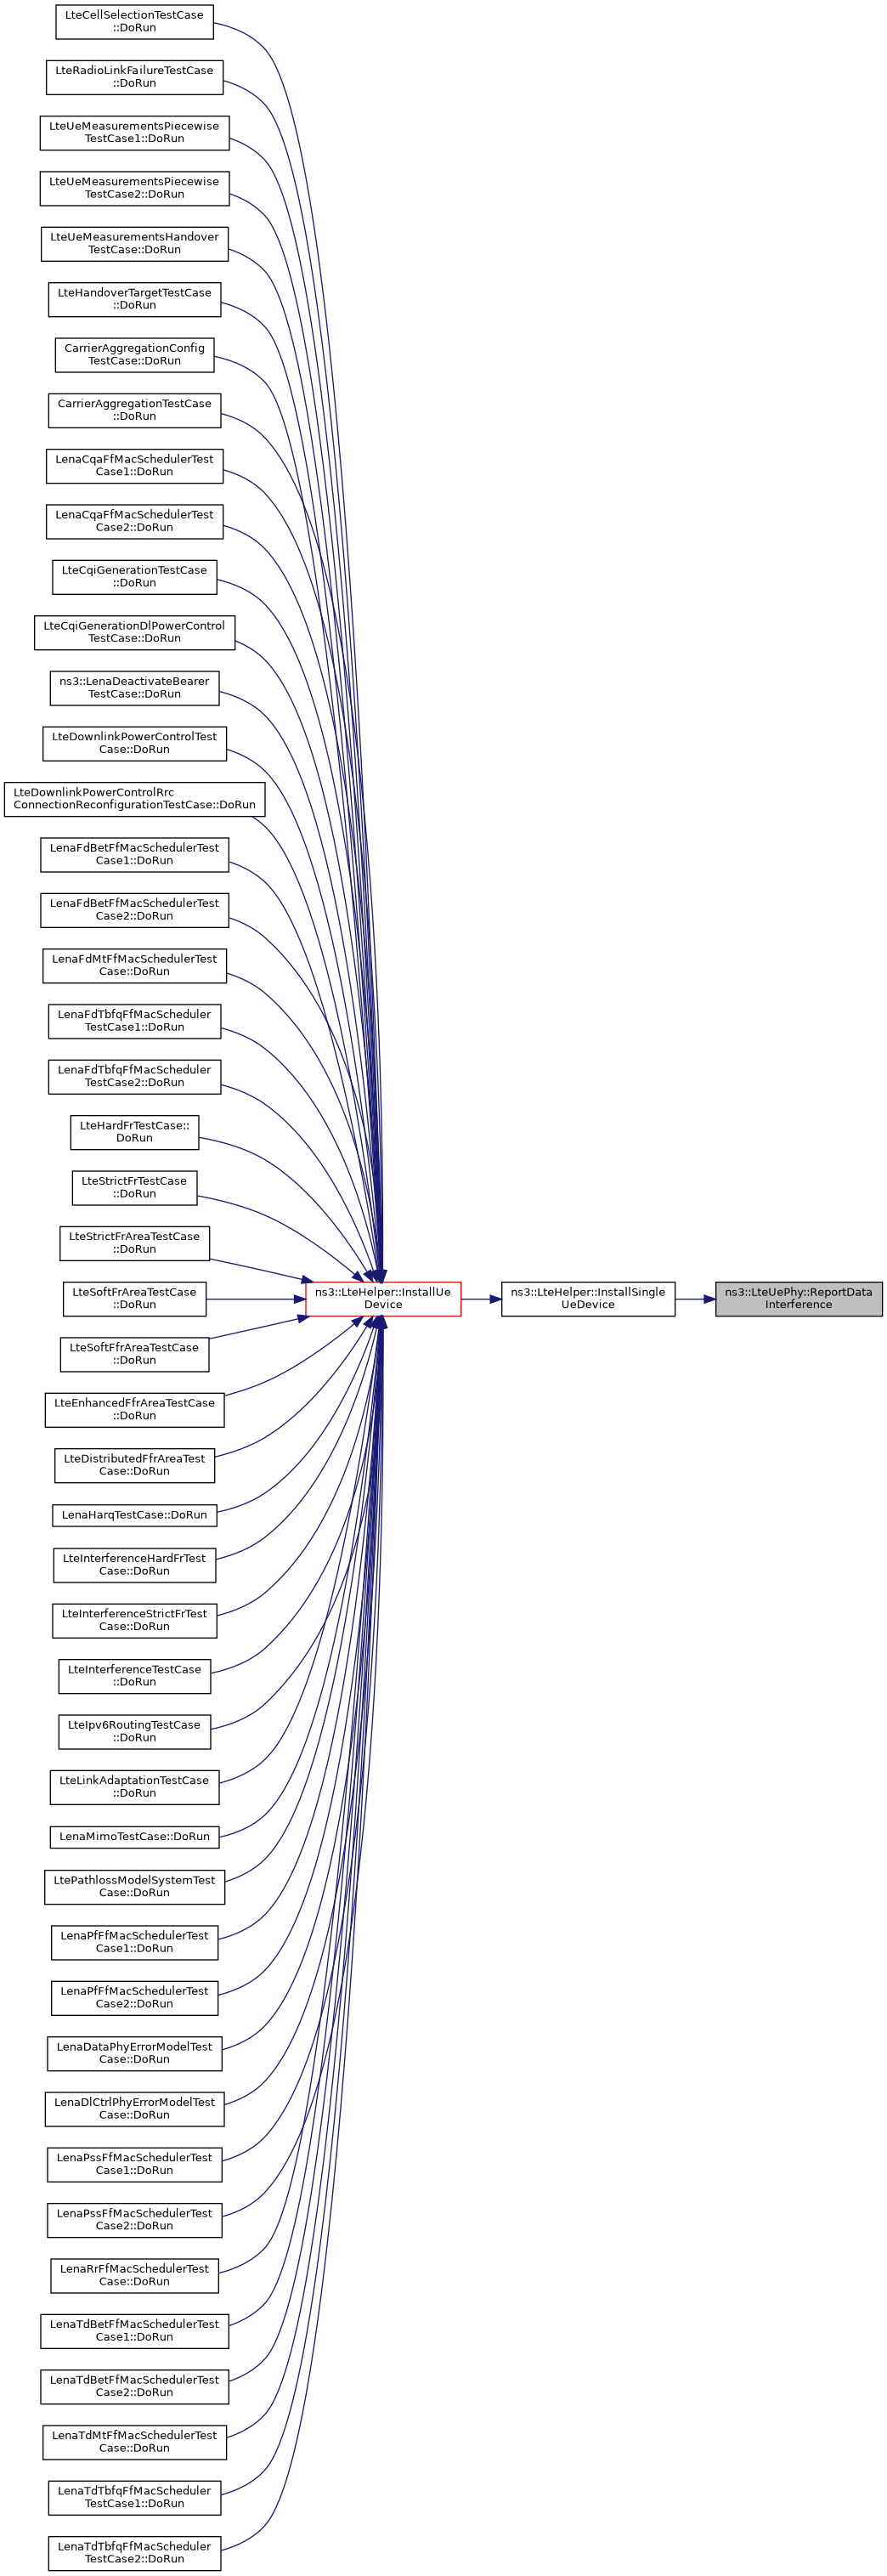 LteCellSelectionTestCase
::DoRun
LteRadioLinkFailureTestCase
::DoRun
LteUeMeasurementsPiecewise
TestCase1::DoRun
LteUeMeasurementsPiecewise
TestCase2::DoRun
LteUeMeasurementsHandover
TestCase::DoRun
LteHandoverTargetTestCase
::DoRun
CarrierAggregationConfig
TestCase::DoRun
CarrierAggregationTestCase
::DoRun
LenaCqaFfMacSchedulerTest
Case1::DoRun
LenaCqaFfMacSchedulerTest
Case2::DoRun
LteCqiGenerationTestCase
::DoRun
LteCqiGenerationDlPowerControl
TestCase::DoRun
ns3::LenaDeactivateBearer
TestCase::DoRun
LteDownlinkPowerControlTest
Case::DoRun
LteDownlinkPowerControlRrc
ConnectionReconfigurationTestCase::DoRun
LenaFdBetFfMacSchedulerTest
Case1::DoRun
LenaFdBetFfMacSchedulerTest
Case2::DoRun
LenaFdMtFfMacSchedulerTest
Case::DoRun
LenaFdTbfqFfMacScheduler
TestCase1::DoRun
LenaFdTbfqFfMacScheduler
TestCase2::DoRun
LteHardFrTestCase::
DoRun
LteStrictFrTestCase
::DoRun
LteStrictFrAreaTestCase
::DoRun
LteSoftFrAreaTestCase
::DoRun
ns3::LteHelper::InstallUe
Device
ns3::LteHelper::InstallSingle
UeDevice
ns3::LteUePhy::ReportData
Interference
LteSoftFfrAreaTestCase
::DoRun
LteEnhancedFfrAreaTestCase
::DoRun
LteDistributedFfrAreaTest
Case::DoRun
LenaHarqTestCase::DoRun
LteInterferenceHardFrTest
Case::DoRun
LteInterferenceStrictFrTest
Case::DoRun
LteInterferenceTestCase
::DoRun
LteIpv6RoutingTestCase
::DoRun
LteLinkAdaptationTestCase
::DoRun
LenaMimoTestCase::DoRun
LtePathlossModelSystemTest
Case::DoRun
LenaPfFfMacSchedulerTest
Case1::DoRun
LenaPfFfMacSchedulerTest
Case2::DoRun
LenaDataPhyErrorModelTest
Case::DoRun
LenaDlCtrlPhyErrorModelTest
Case::DoRun
LenaPssFfMacSchedulerTest
Case1::DoRun
LenaPssFfMacSchedulerTest
Case2::DoRun
LenaRrFfMacSchedulerTest
Case::DoRun
LenaTdBetFfMacSchedulerTest
Case1::DoRun
LenaTdBetFfMacSchedulerTest
Case2::DoRun
LenaTdMtFfMacSchedulerTest
Case::DoRun
LenaTdTbfqFfMacScheduler
TestCase1::DoRun
LenaTdTbfqFfMacScheduler
TestCase2::DoRun